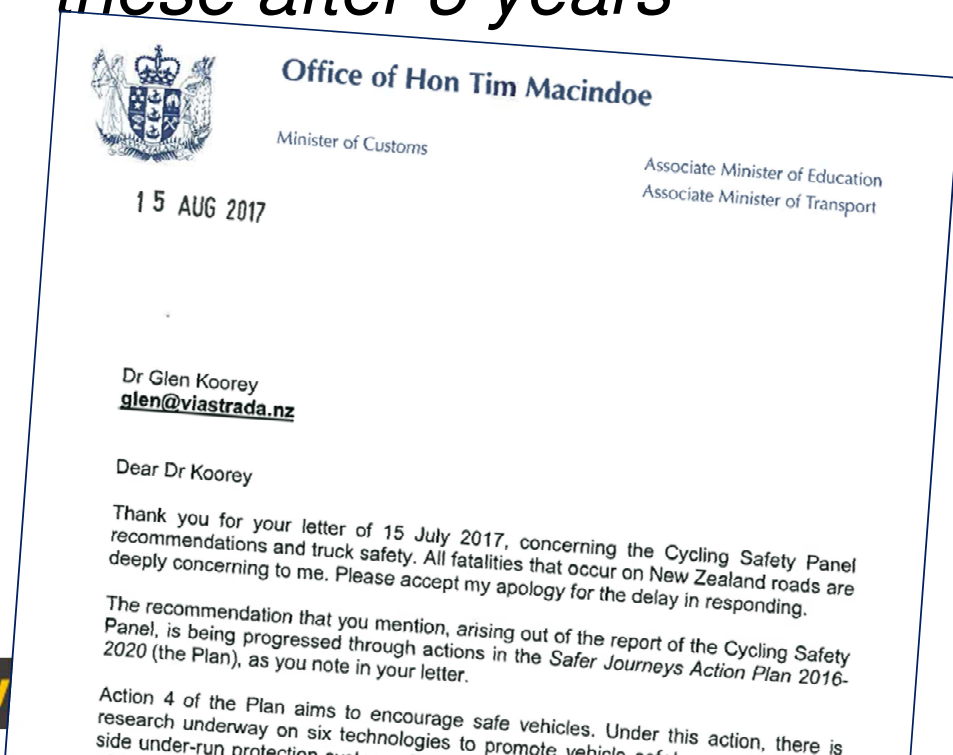 these after 3 years
Office of Hon Tim Macindoe
Minister of Customs
Associate Minister of Education
Associate Minister of Transport
15 AUG 2017
Dr Glen Koorey
glen@viastrada.nz
Dear Dr Koorey
Thank you for your letter of 15 July 2017, concerning the Cycling Safety Panel
recommendations and truck safety. All fatalities that occur on New Zealand roads are
deeply concerning to me. Please accept my apology for the delay in responding.
The recommendation that you mention, arising out of the report of the Cycling Safety
Panel, is being progressed through actions in the Safer Journeys Action Plan 2016-
2020 (the Plan), as you note in your letter.
Action 4 of the Plan aims to encourage safe vehicles. Under this action, there is
research underway on six technologies to promote vehicle
side under-run protection